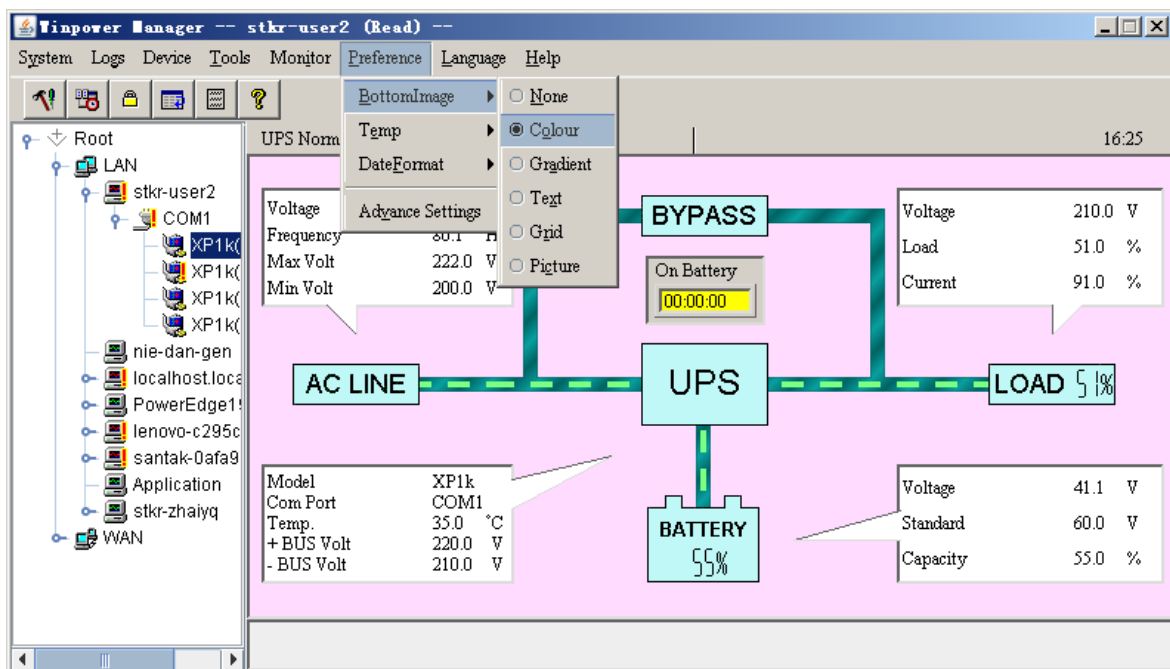 Winpower Manager -- stkr-user2 (Read) --
System Logs Device Tools Monitor Preference Language Help
BottomImage
Temp
DateFormat
Advance Settings
None
Colour
Gradient
Text
Grid
Picture
Root
LAN
stkr-user2
COM1
XP1k(
XP1k(
XP1k(
XP1k(
nie-dan-gen
localhost.loca
PowerEdge1
lenovo-c295c
santak-0afa9
Application
stkr-zhaiyq
WAN
UPS Norm
16:25
Voltage
Frequency 80.1 H
Max Volt 222.0 V
Min Volt 200.0 V
BYPASS
On Battery
00:00:00
Voltage 210.0 V
Load 51.0 %
Current 91.0 %
AC LINE
UPS
LOAD 51%
Model XP1k
Com Port COM1
Temp. 35.0 °C
+ BUS Volt 220.0 V
- BUS Volt 210.0 V
BATTERY
55%
Voltage 41.1 V
Standard 60.0 V
Capacity 55.0 %